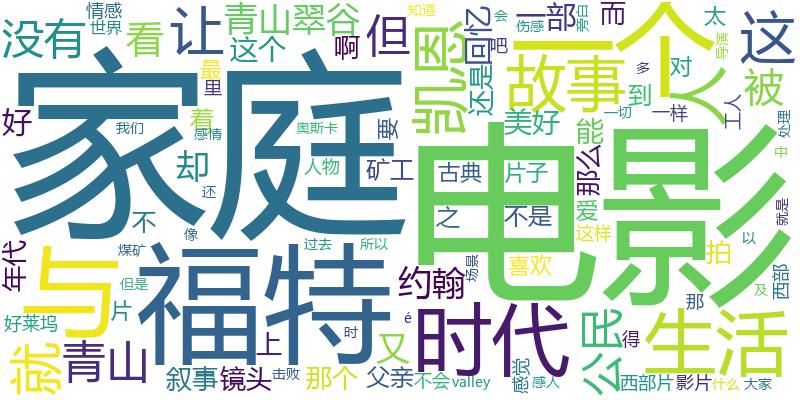 情感
世界
没有
看
让
青山翠谷
这个
啊
但
回忆
一部
而
知道
会
伤感
旁白
太
导演
这
一个
最
里
凯恩
还是
故事
人
多
对
到
被
一切
一样
工人
处理
家庭
好
着
我们
感情
奥斯卡
要
美好
能
那么
却
还
人物
矿工
古典
片子
中
不
像
之
不是
爱
这样
就是
电影
年代
与
煤矿
福特
过去
所以
喜欢
拍
以
西部
但是
片
约翰
场景
那
及
好莱坞
时
é
时代
公民
生活
就
青山
上
又
得
叙事
镜头
击败
那个
父亲
不会
valley
感觉
感人
西部片
影片
什么
大家